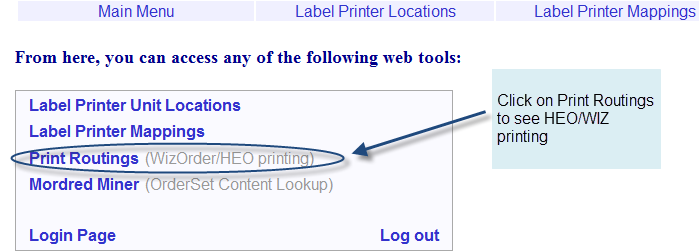 Main Menu Label Printer Locations Label Printer Mappings
From here, you can access any of the following web tools:
Label Printer Unit Locations
Label Printer Mappings
Print Routings (WizOrder/HEO printing)
Mordred Miner (OrderSet Content Lookup)
Login Page Log out
Click on Print Routings
to see HEO/WIZ
printing